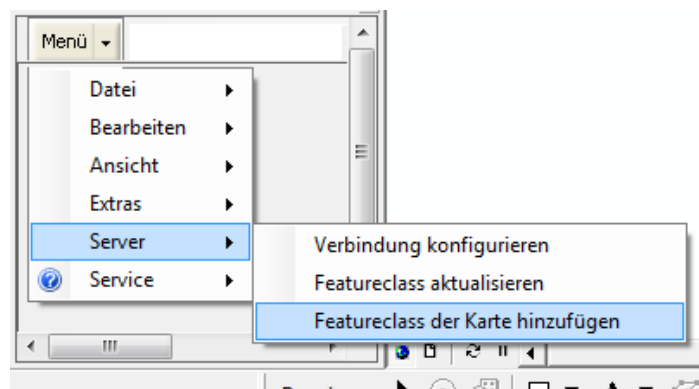 Menü
Datei
Bearbeiten
Ansicht
Extras
Server
Service
Verbindung konfigurieren
Featureclass aktualisieren
Featureclass der Karte hinzufügen